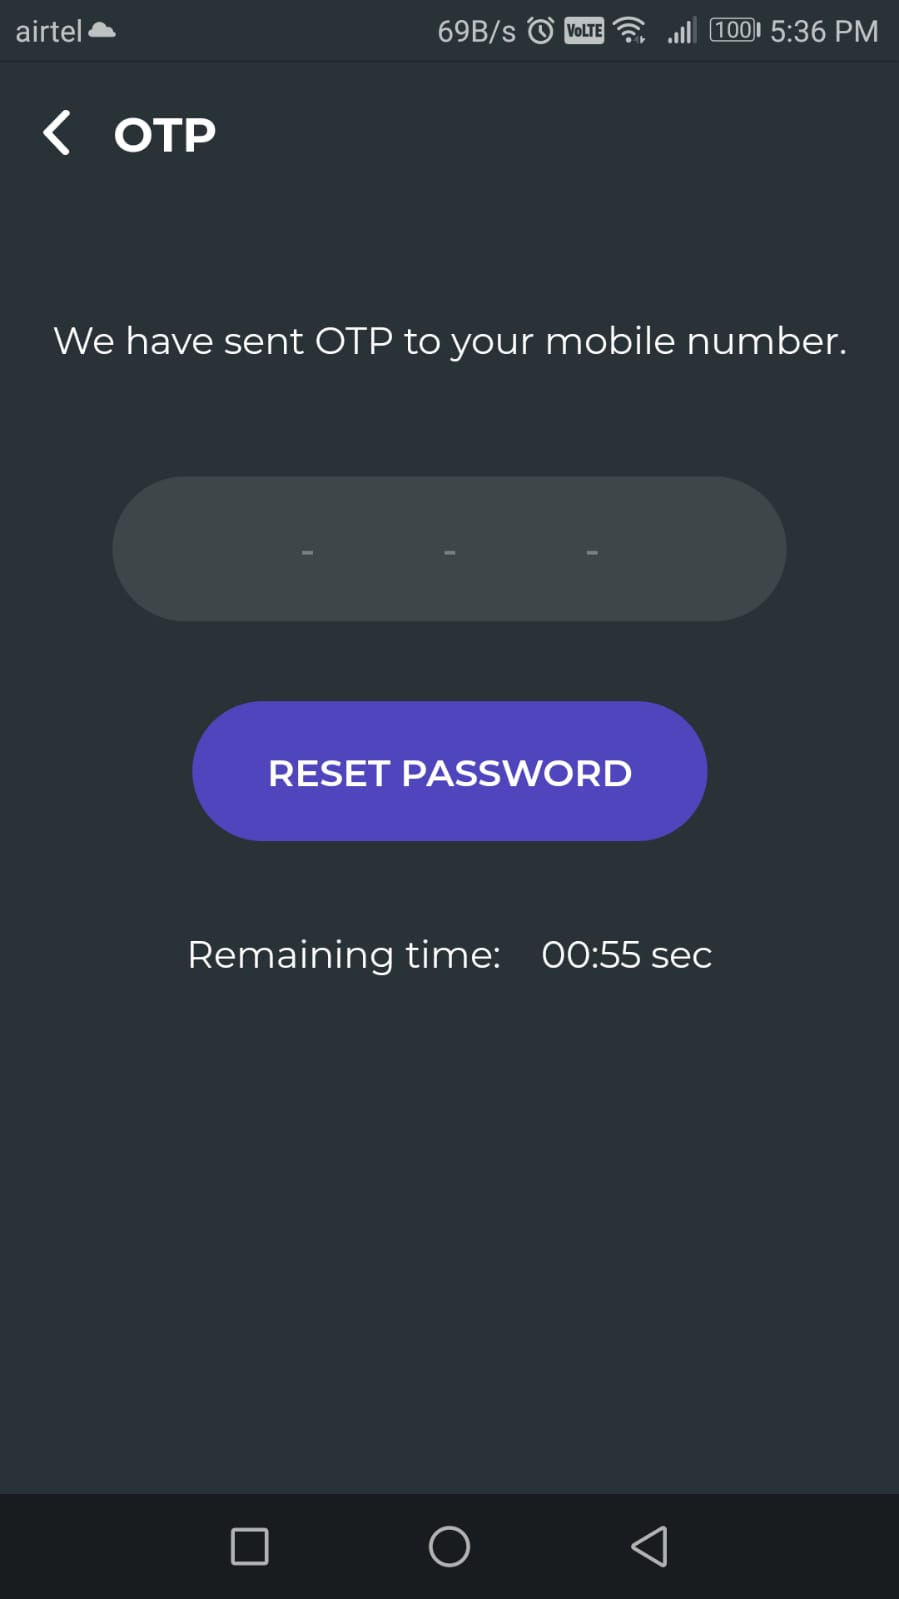 airtel 69B/s VoLTE 100 5:36 PM
OTP
We have sent OTP to your mobile number.
- - -
RESET PASSWORD
Remaining time: 00:55 sec